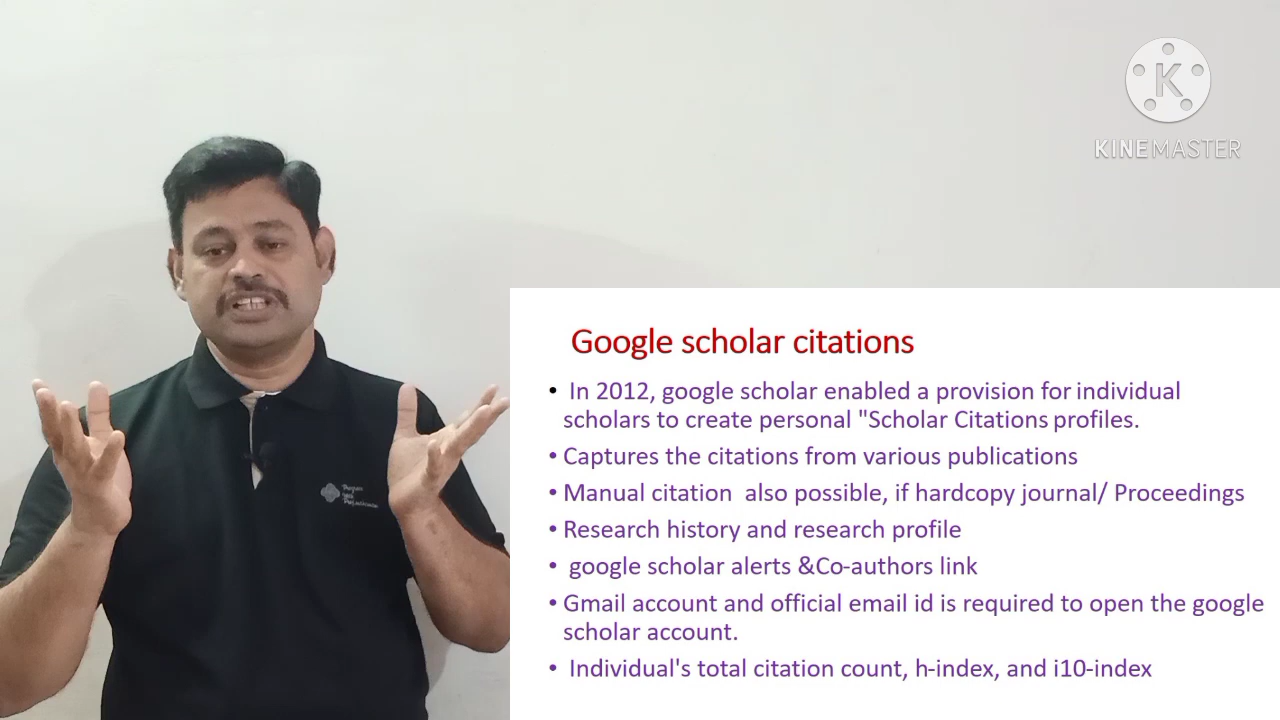 KINEMASTER
Google scholar citations
• In 2012, google scholar enabled a provision for individual
scholars to create personal "Scholar Citations profiles.
• Captures the citations from various publications
• Manual citation also possible, if hardcopy journal/ Proceedings
• Research history and research profile
• google scholar alerts &Co-authors link
• Gmail account and official email id is required to open the google
scholar account.
• Individual's total citation count, h-index, and i10-index